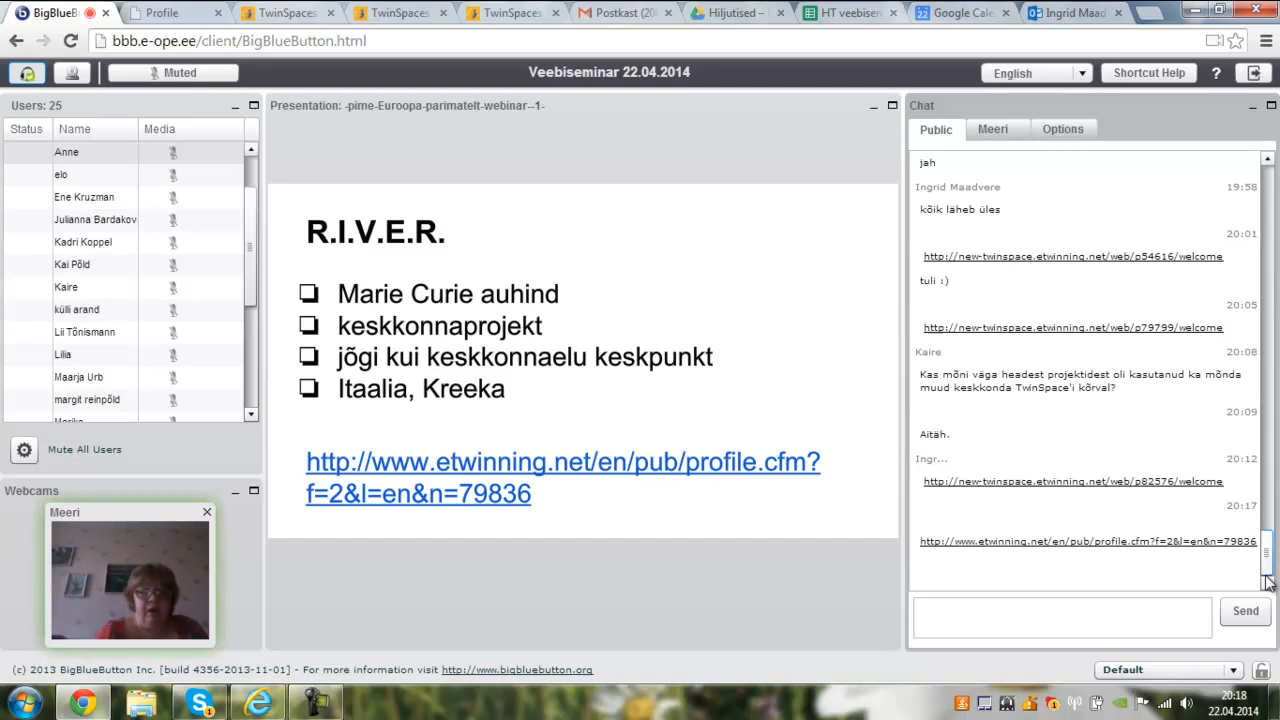 BigBlueB
Profile
TwinSpaces
TwinSpaces
TwinSpaces
Postkast (20
Hiljutised –
HT veebisen
Google Cale
Ingrid Maad
bbb.e-ope.ee/client/BigBlueButton.html
Muted
Veebiseminar 22.04.2014
English
Shortcut Help
?
Users: 25
Status Name Media
Anne
elo
Ene Kruzman
Julianna Bardakov
Kadri Koppel
Kai Põld
Kaire
külli arand
Lii Tõnismann
Lilia
Maarja Urb
margit reinpõld
Marika
Mute All Users
Webcams
Meeri
Presentation: -pime-Euroopa-parimatelt-webinar--1-
R.I.V.E.R.
Marie Curie auhind
keskkonnaprojekt
jõgi kui keskkonnaelu keskpunkt
Itaalia, Kreeka
http://www.etwinning.net/en/pub/profile.cfm?
f=2&l=en&n=79836
Chat
Public Meeri Options
jah
Ingrid Maadvere 19:58
kõik läheb üles
20:01
http://new-twinspace.etwinning.net/web/p54616/welcome
tuli :)
20:05
http://new-twinspace.etwinning.net/web/p79799/welcome
Kaire 20:08
Kas mõni väga headest projektidest oli kasutanud ka mõnda
muud keskkonda TwinSpace'i kõrval?
20:09
Aitäh.
Ingr... 20:12
http://new-twinspace.etwinning.net/web/p82576/welcome
20:17
http://www.etwinning.net/en/pub/profile.cfm?f=2&l=en&n=79836
Send
(c) 2013 BigBlueButton Inc. [build 4356-2013-11-01] - For more information visit http://www.bigbluebutton.org
Default
20:18
22.04.2014